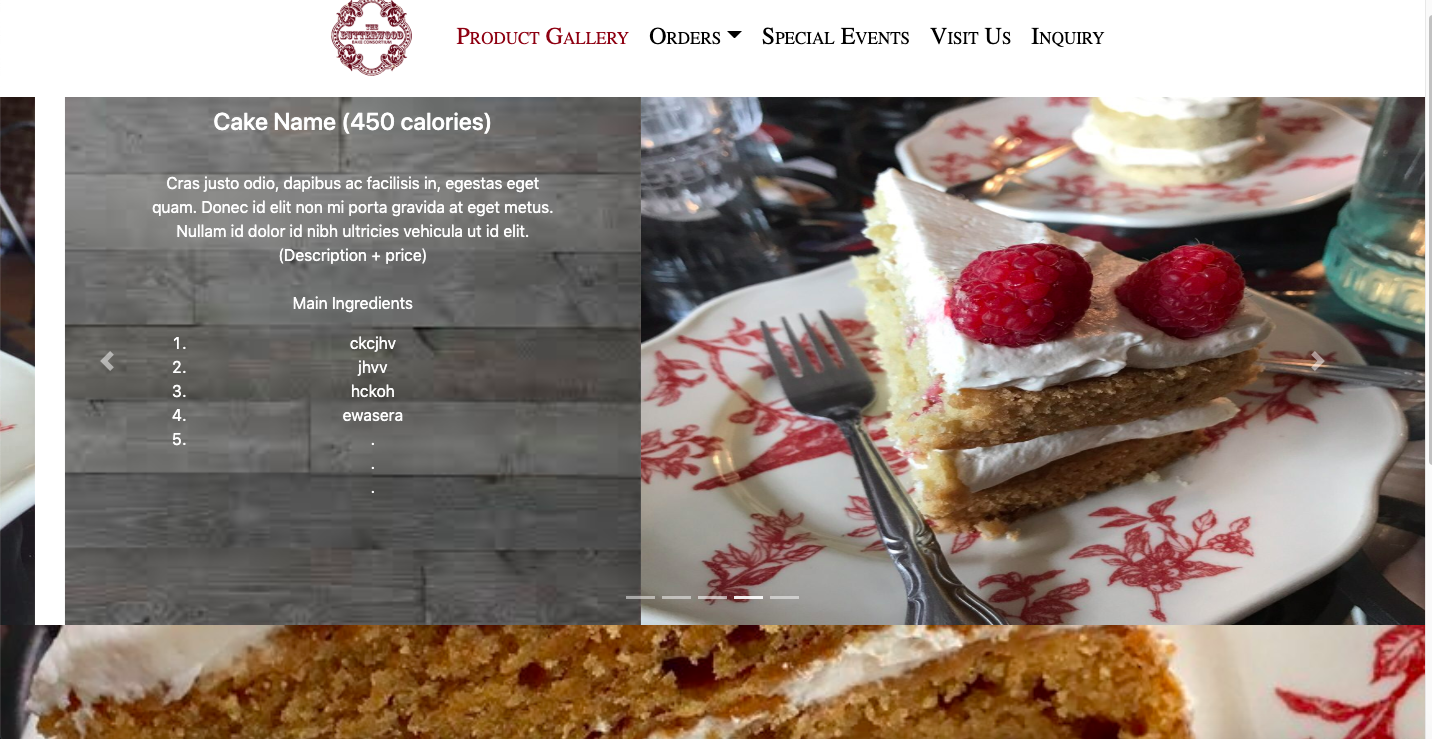 THE
BUTTERWOOD
BAKE CONSORTIUM
Product Gallery Orders Special Events Visit Us Inquiry
Cake Name (450 calories)
Cras justo odio, dapibus ac facilisis in, egestas eget
quam. Donec id elit non mi porta gravida at eget metus.
Nullam id dolor id nibh ultricies vehicula ut id elit.
(Description + price)
Main Ingredients
1. ckcjhv
2. jhvv
3. hckoh
4. ewasera
5. .
.
.